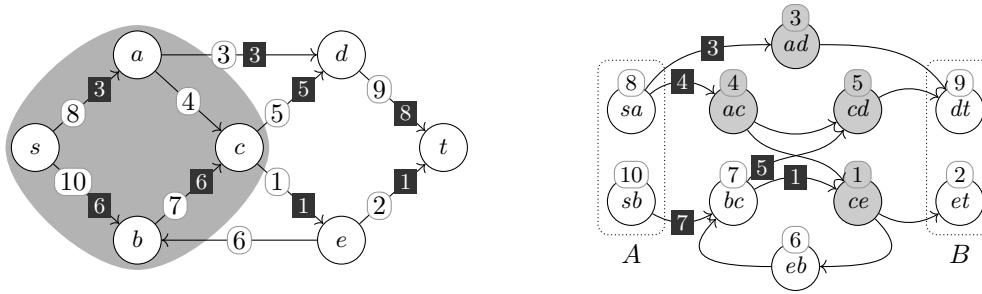 a 3 3 d
8 3 4 5 5 9 8
s c t
10 6 7 6 1 1 2 1
b 6 e
3
ad
3
8 4 4 5 9
sa ac cd dt
10 7 5 1 1 2
sb 7 bc ce et
A 6 B
eb